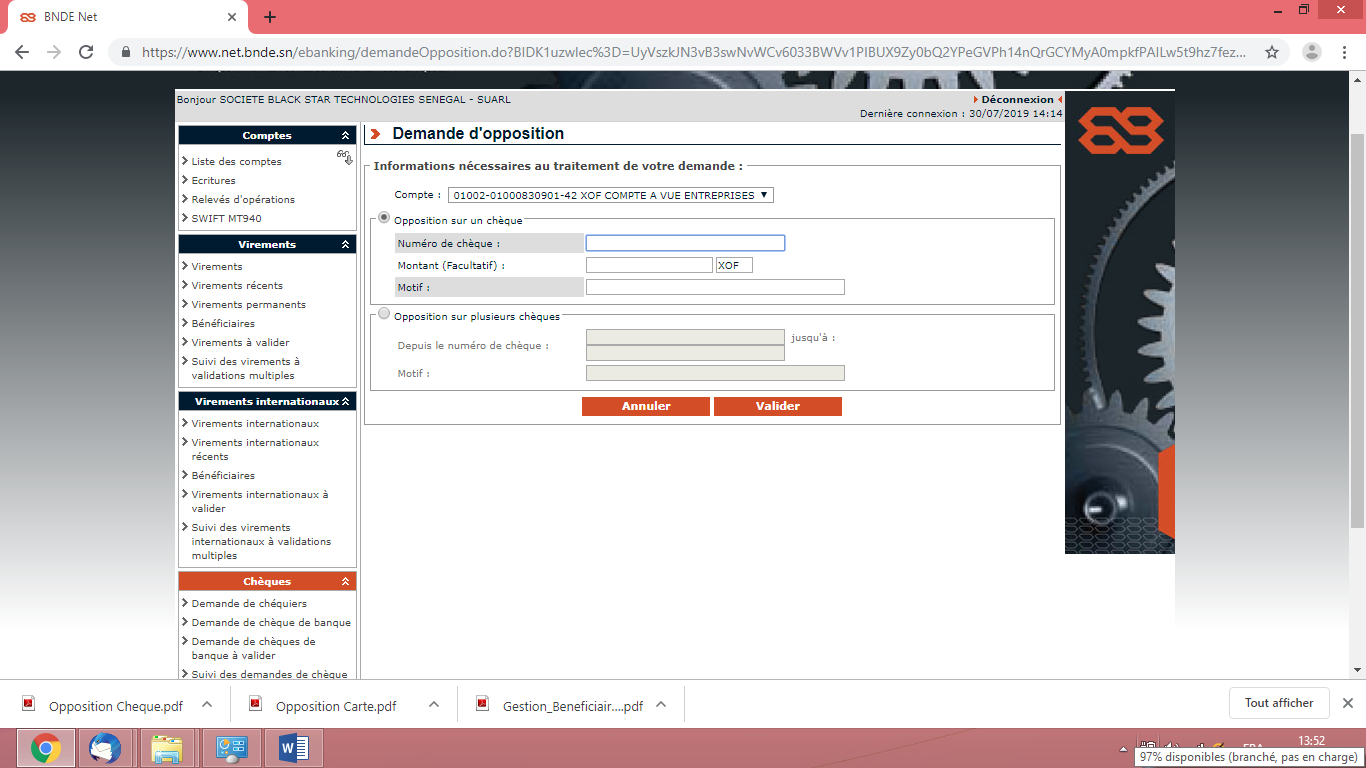 BNDE Net
https://www.net.bnde.sn/ebanking/demandeOpposition.do?BIDK1uzwlec%3D=UyVszkJN3vB3swNvWCv6033BWVv1PIBUX9Zy0bQ2YPeGVPh14nQrGCYMyA0mpkfPAILw5t9hz7fez...
Bonjour SOCIETE BLACK STAR TECHNOLOGIES SENEGAL - SUARL
Déconnexion
Dernière connexion : 30/07/2019 14:14
Comptes
Liste des comptes
Ecritures
Relevés d'opérations
SWIFT MT940
Virements
Virements
Virements récents
Virements permanents
Bénéficiaires
Virements à valider
Suivi des virements à
validations multiples
Virements internationaux
Virements internationaux
Virements internationaux
récents
Bénéficiaires
Virements internationaux à
valider
Suivi des virements
internationaux à validations
multiples
Chèques
Demande de chéquiers
Demande de chèque de banque
Demande de chèques de
banque à valider
Suivi des demandes de chèque
Demande d'opposition
Informations nécessaires au traitement de votre demande :
Compte : 01002-01000830901-42 XOF COMPTE A VUE ENTREPRISES
Opposition sur un chèque
Numéro de chèque :
Montant (Facultatif) : XOF
Motif :
Opposition sur plusieurs chèques
Depuis le numéro de chèque : jusqu'à :
Motif :
Annuler Valider
Opposition Cheque.pdf
Opposition Carte.pdf
Gestion_Beneficiair....pdf
Tout afficher
13:52
97% disponibles (branché, pas en charge)